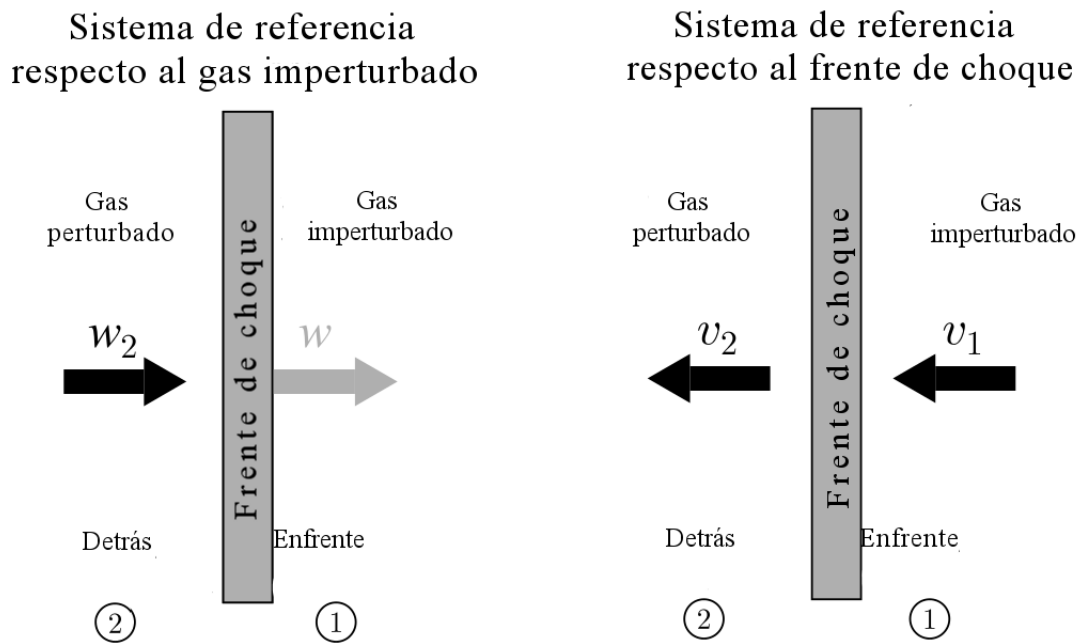 Sistema de referencia
respecto al gas imperturbado
Gas
perturbado
Gas
imperturbado
Frente de choque
w₂
w
Detrás
Enfrente
②
①
Sistema de referencia
respecto al frente de choque
Gas
perturbado
Gas
imperturbado
Frente de choque
v₂
v₁
Detrás
Enfrente
②
①